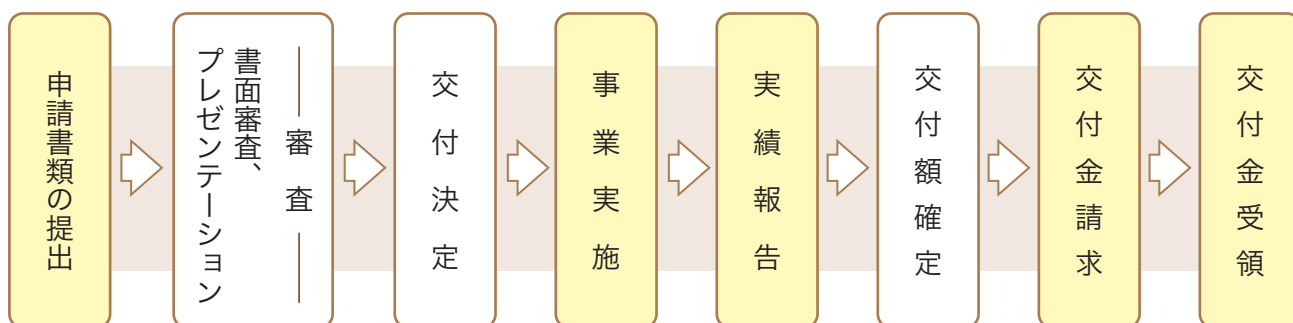 申請書類の提出
審査
書面審査、
プレゼンテーション
交付決定
事業実施
実績報告
交付額確定
交付金請求
交付金受領